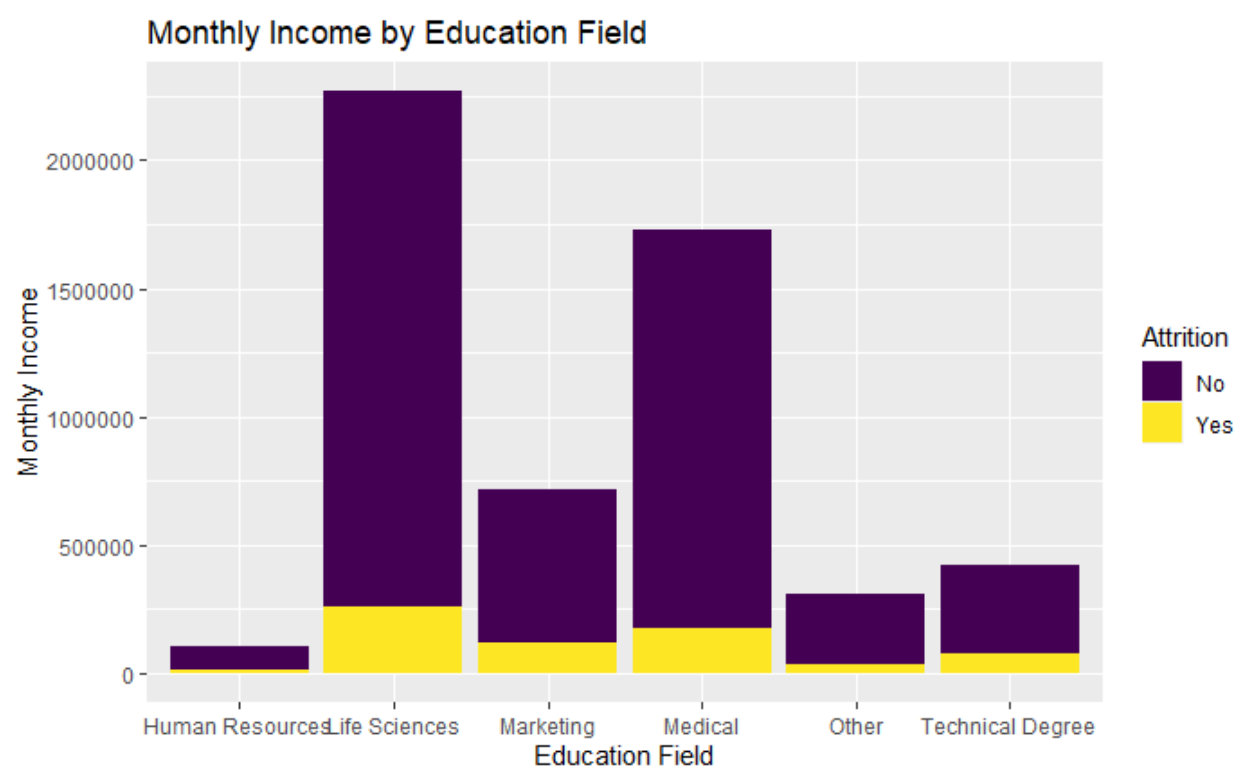 Monthly Income by Education Field
Monthly Income
2000000
1500000
1000000
500000
0
Human Resources Life Sciences Marketing Medical Other Technical Degree
Education Field
Attrition
No
Yes